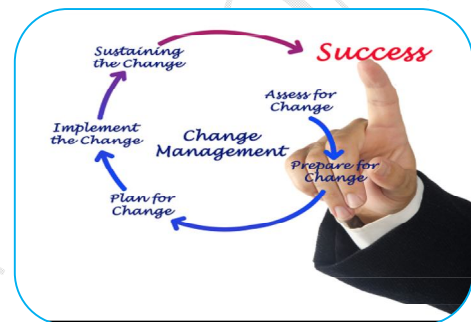 Sustaining
the Change
Success
Assess for
Change
Implement
the Change
Change
Management
Prepare for
Change
Plan for
Change